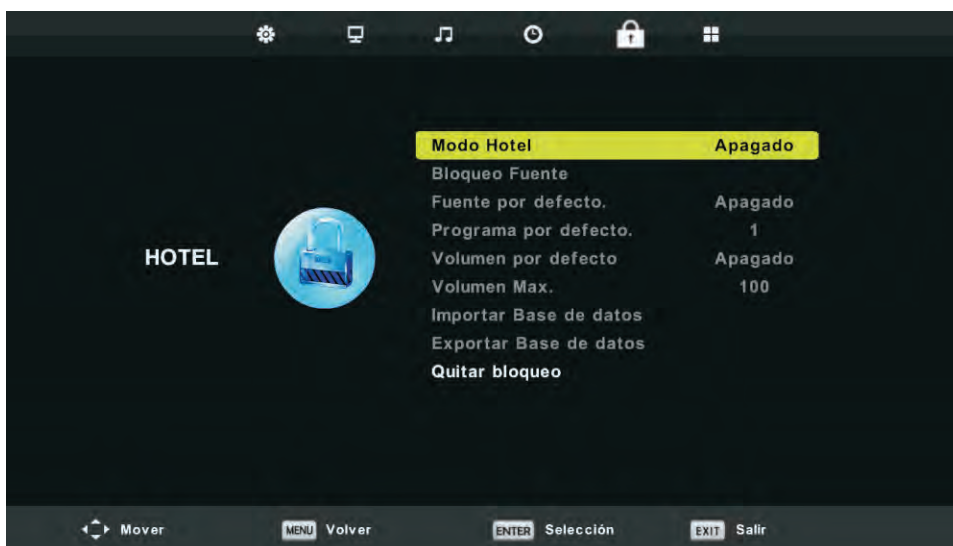 Modo Hotel Apagado
Bloqueo Fuente
Fuente por defecto. Apagado
Programa por defecto. 1
HOTEL
Volumen por defecto Apagado
Volumen Max. 100
Importar Base de datos
Exportar Base de datos
Quitar bloqueo
Mover MENU Volver ENTER Selección EXIT Salir